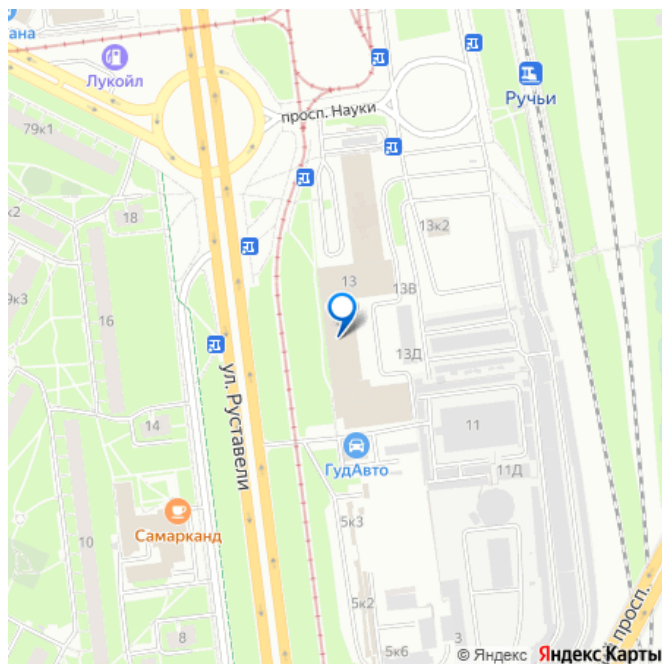 ана
Лукойл
79к1
просп. Науки
Ручьи
к2
18
13к2
9к3
16
13
13В
13Д
ул. Руставели
14
11
ГудАвто
11Д
Самарканд
5к3
10
5к2
8
5к6
3
просп.
© Яндекс Яндекс Карты